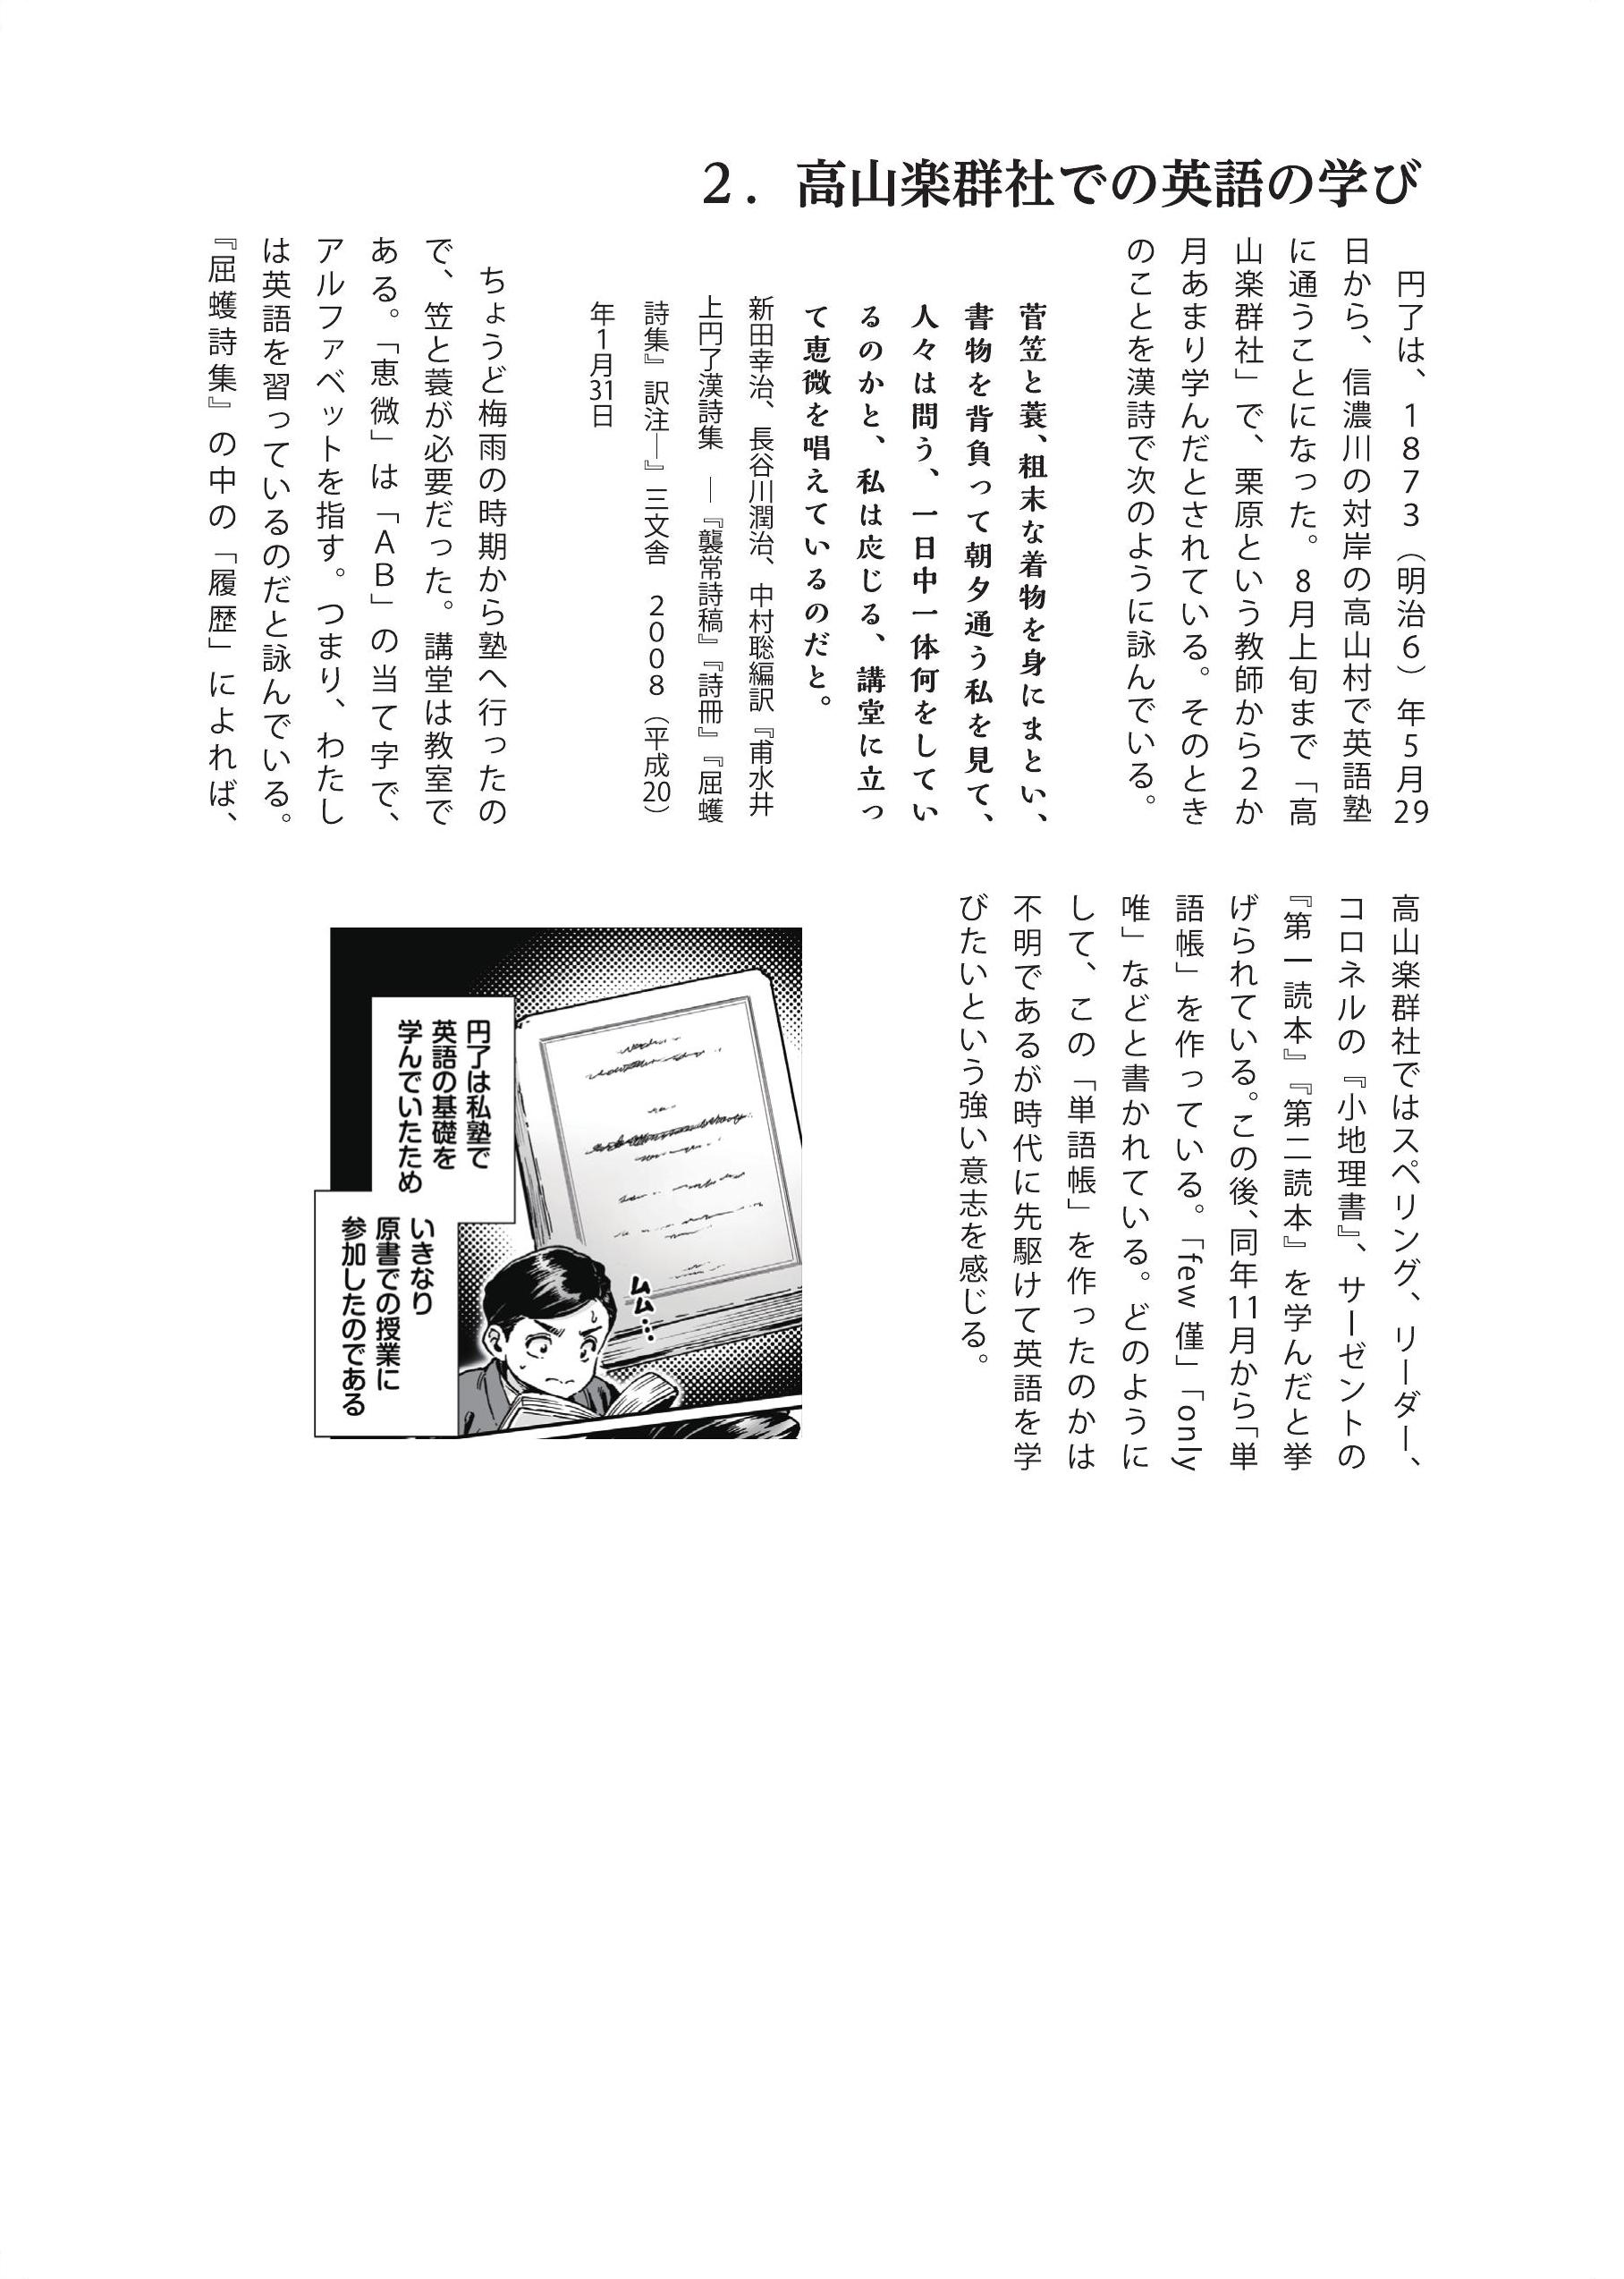 ２．高山楽群社での英語の学び
円了は、１８７３（明治６）年５月29
日から、信濃川の対岸の高山村で英語塾
に通うことになった。８月上旬まで「高
山楽群社」で、栗原という教師から２か
月あまり学んだとされている。そのとき
のことを漢詩で次のように詠んでいる。
菅笠と蓑、粗末な着物を身にまとい、
書物を背負って朝夕通う私を見て、
人々は問う、一日中一体何をしてい
るのかと、私は応じる、講堂に立っ
て恵微を唱えているのだと。
新田幸治、長谷川潤治、中村聡編訳『甫水井
上円了漢詩集　―『襲常詩稿』『詩冊』『屈蠖
詩集』訳注―』三文舎　２００８（平成20）
年１月31日
ちょうど梅雨の時期から塾へ行ったの
で、笠と蓑が必要だった。講堂は教室で
ある。「恵微」は「ＡＢ」の当て字で、
アルファベットを指す。つまり、わたし
は英語を習っているのだと詠んでいる。
『屈蠖詩集』の中の「履歴」によれば、
高山楽群社ではスペリング、リーダー、
コロネルの『小地理書』、サーゼントの
『第一読本』『第二読本』を学んだと挙
げられている。この後、同年11月から「単
語帳」を作っている。「few 僅」「only
唯」などと書かれている。どのように
して、この「単語帳」を作ったのかは
不明であるが時代に先駆けて英語を学
びたいという強い意志を感じる。
円了は私塾で
英語の基礎を
学んでいたため
いきなり
原書での授業に
参加したのである
ムム…